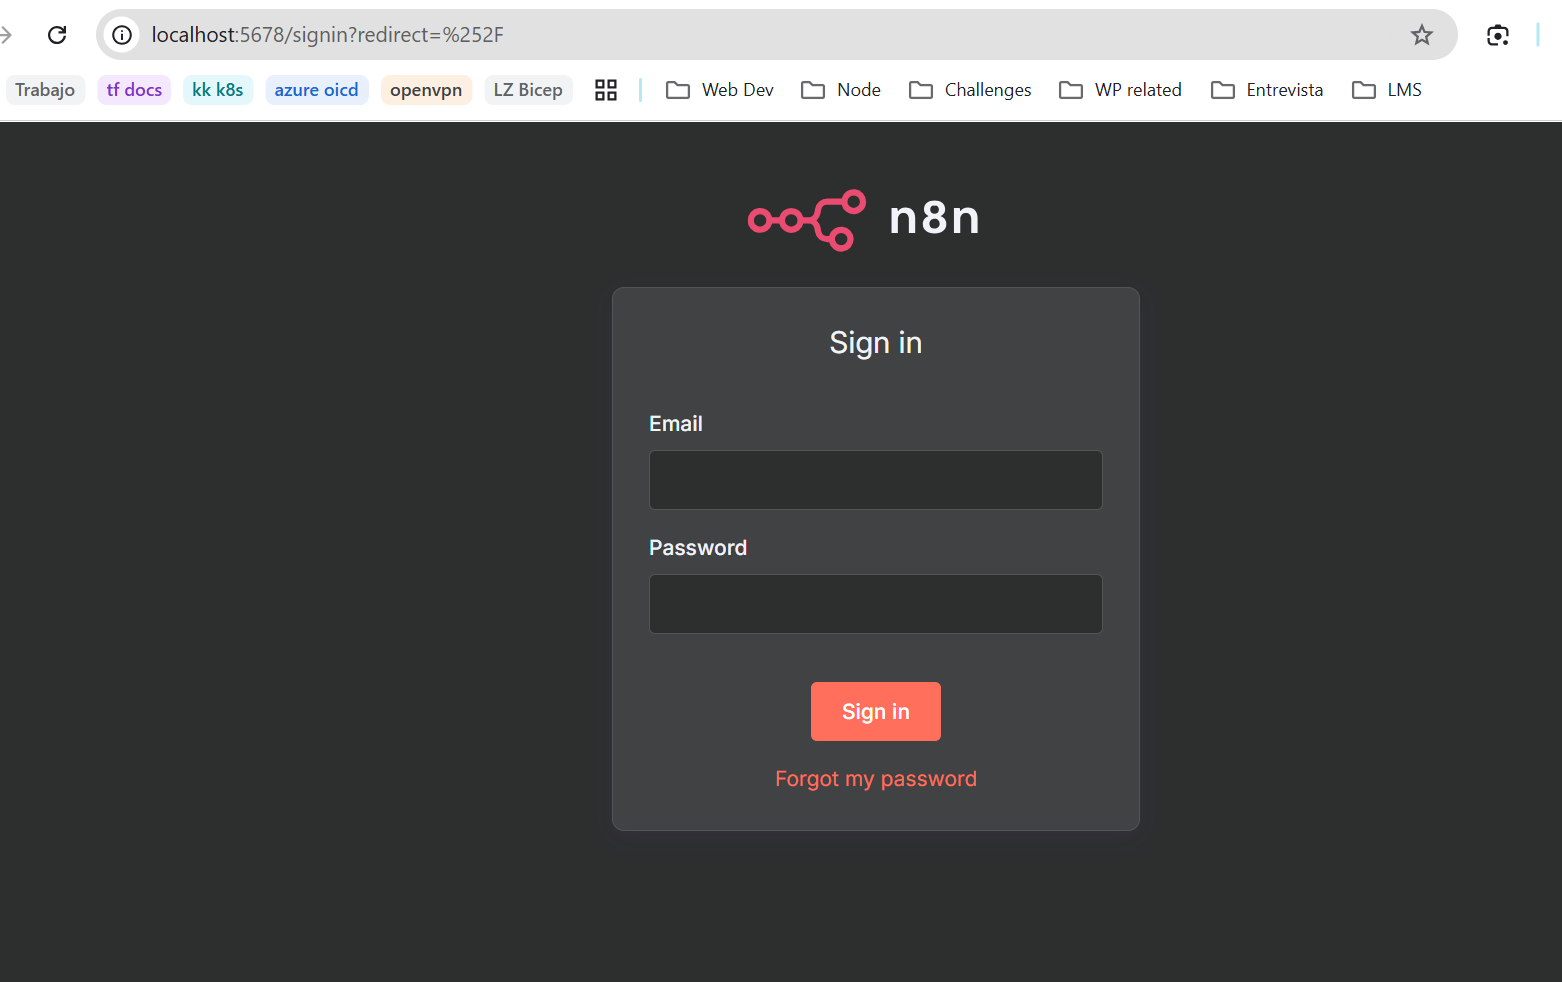 localhost:5678/signin?redirect=%252F
Trabajo tf docs kk k8s azure oicd openvpn LZ Bicep Web Dev Node Challenges WP related Entrevista LMS
n8n
Sign in
Email
Password
Sign in
Forgot my password